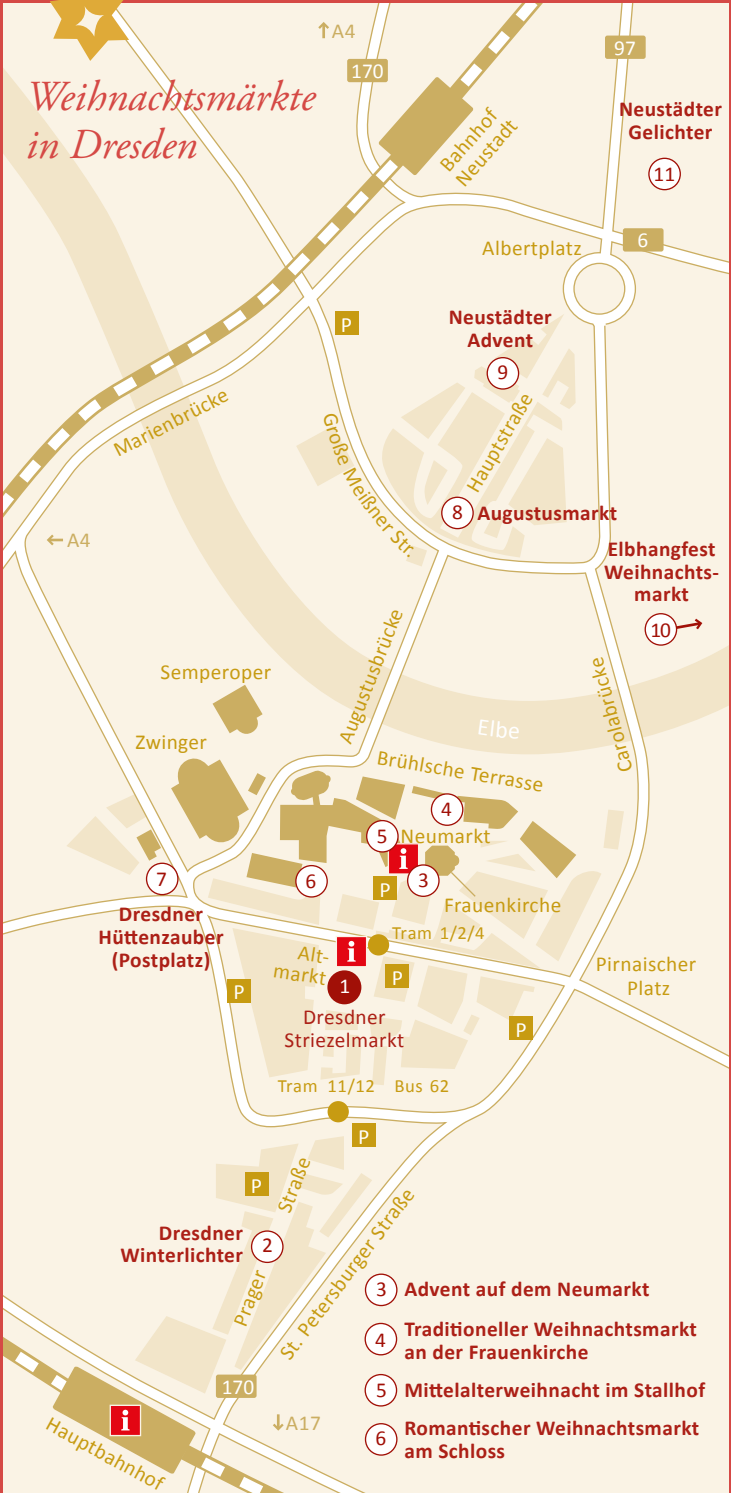 Weihnachtsmärkte
in Dresden
↑A4
170
97
Neustädter
Gelichter
11
Bahnhof
Neustadt
6
Albertplatz
P
Neustädter
Advent
9
Marienbrücke
Große Meißner Str.
Hauptstraße
8 Augustusmarkt
←A4
Elbhangfest
Weihnachts-
markt
10→
Augustusbrücke
Carolabrücke
Semperoper
Elbe
Zwinger
Brühlsche Terrasse
4
5 Neumarkt
i
7
6
P
3
Frauenkirche
Dresdner
Hüttenzauber
(Postplatz)
Tram 1/2/4
Alt-
markt
i
P
P
1
Pirnaischer
Platz
Dresdner
Striezelmarkt
P
Tram 11/12 Bus 62
P
P
Prager Straße
St. Petersburger Straße
Dresdner
Winterlichter
2
3 Advent auf dem Neumarkt
4 Traditioneller Weihnachtsmarkt
an der Frauenkirche
5 Mittelalterweihnacht im Stallhof
6 Romantischer Weihnachtsmarkt
am Schloss
170
↓A17
i
Hauptbahnhof